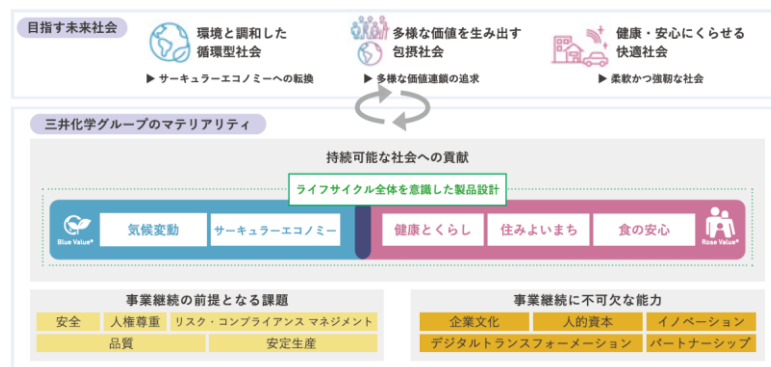 目指す未来社会
環境と調和した
循環型社会
▶ サーキュラーエコノミーへの転換
多様な価値を生み出す
包摂社会
▶ 多様な価値連鎖の追求
健康・安心にくらせる
快適社会
▶ 柔軟かつ強靭な社会
三井化学グループのマテリアリティ
持続可能な社会への貢献
ライフサイクル全体を意識した製品設計
Blue Value®
気候変動
サーキュラーエコノミー
健康とくらし
住みよいまち
食の安心
Rose Value®
事業継続の前提となる課題
安全
人権尊重
リスク・コンプライアンス マネジメント
品質
安定生産
事業継続に不可欠な能力
企業文化
人的資本
イノベーション
デジタルトランスフォーメーション
パートナーシップ